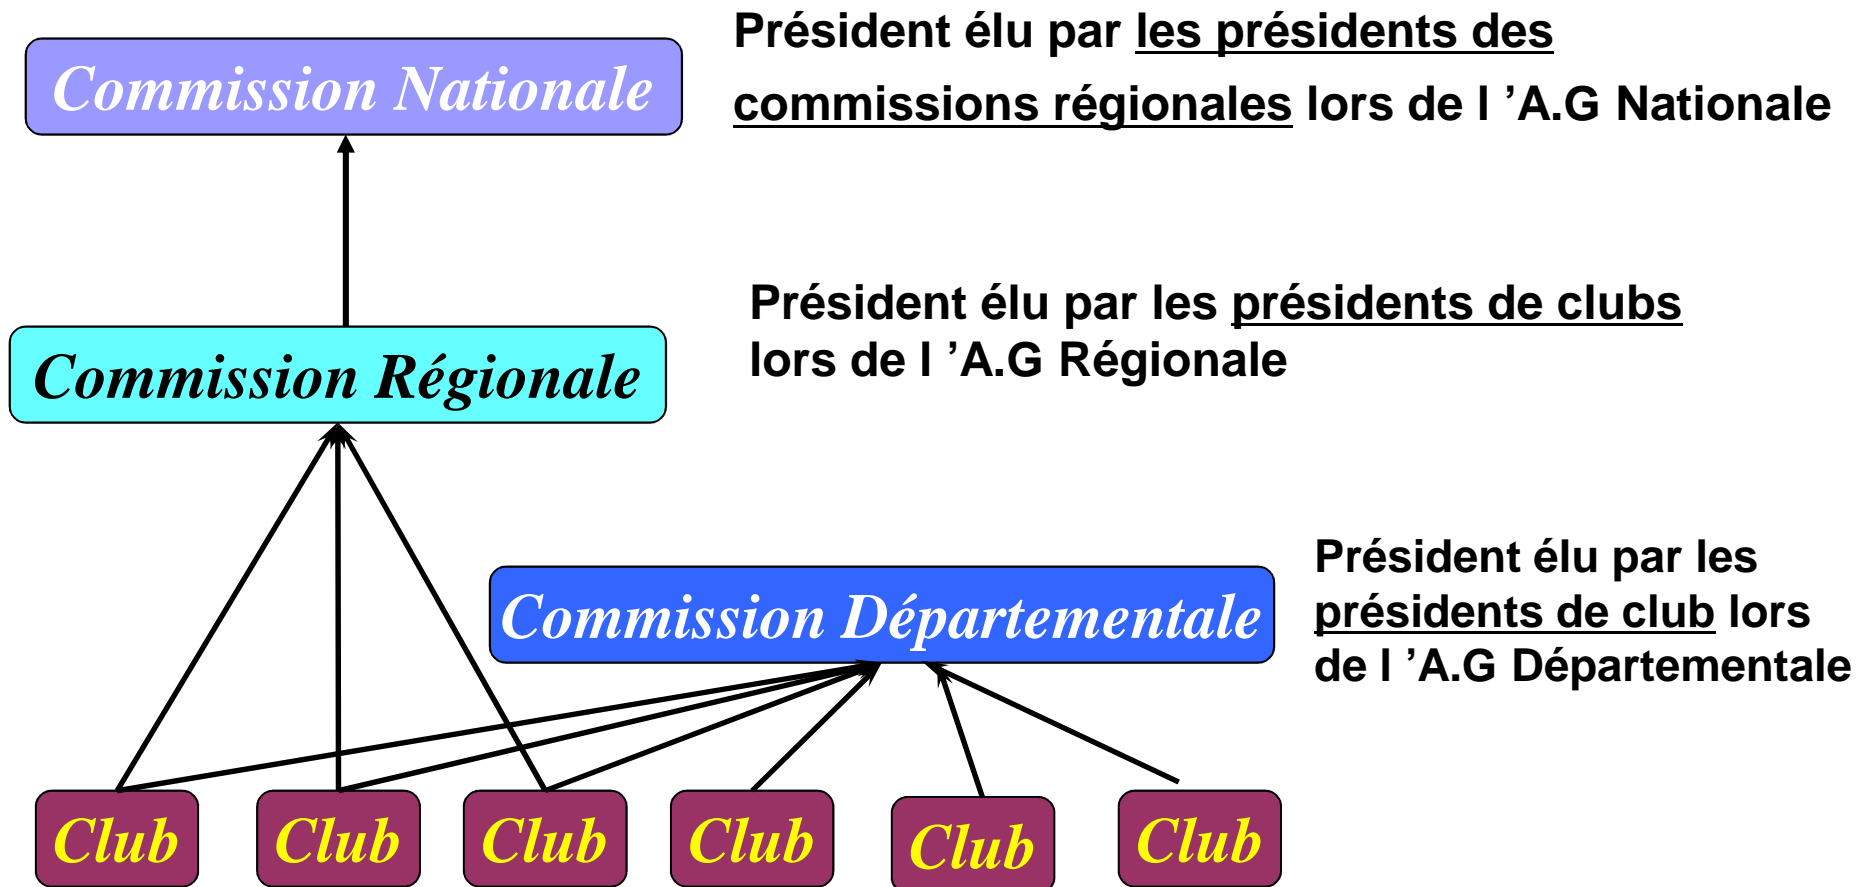 Commission Nationale
Président élu par les présidents des
commissions régionales lors de l ’A.G Nationale
Commission Régionale
Président élu par les présidents de clubs
lors de l ’A.G Régionale
Commission Départementale
Président élu par les
présidents de club lors
de l ’A.G Départementale
Club
Club
Club
Club
Club
Club